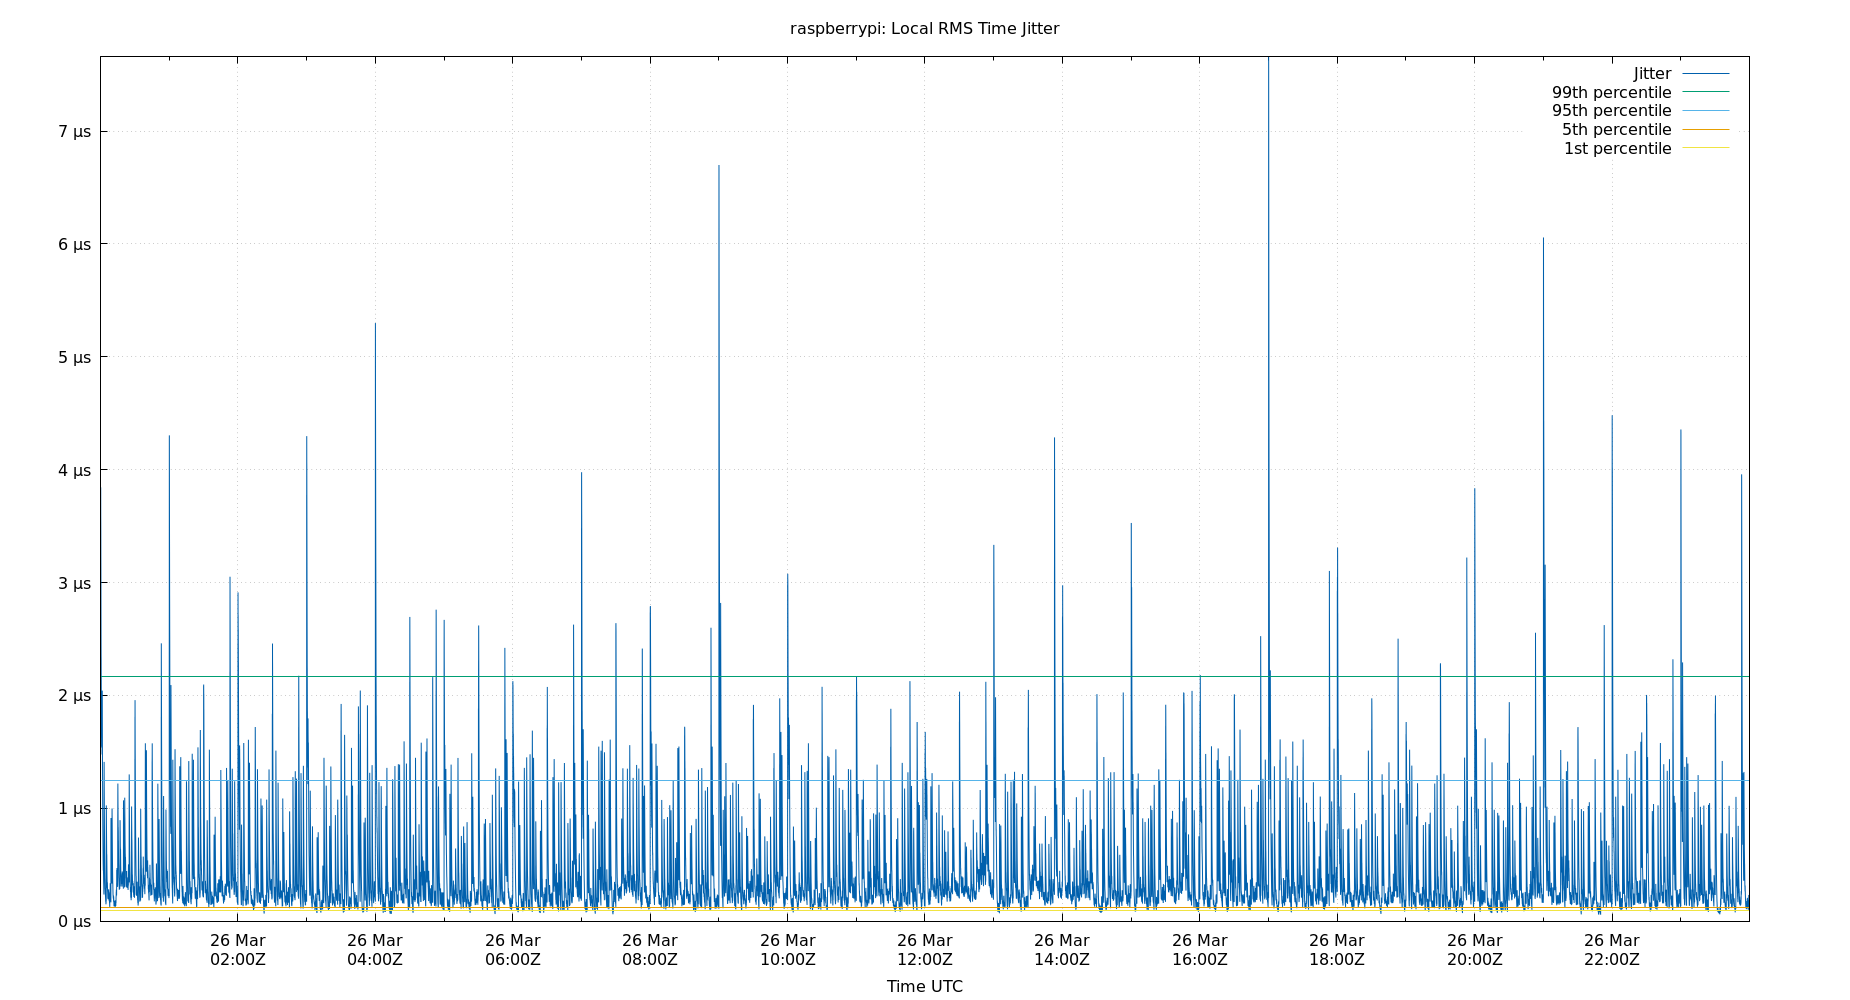 raspberrypi: Local RMS Time Jitter
Jitter
99th percentile
95th percentile
5th percentile
1st percentile
7 µs
6 µs
5 µs
4 µs
3 µs
2 µs
1 µs
0 µs
26 Mar 26 Mar 26 Mar 26 Mar 26 Mar 26 Mar 26 Mar 26 Mar 26 Mar 26 Mar 26 Mar
02:00Z 04:00Z 06:00Z 08:00Z 10:00Z 12:00Z 14:00Z 16:00Z 18:00Z 20:00Z 22:00Z
Time UTC